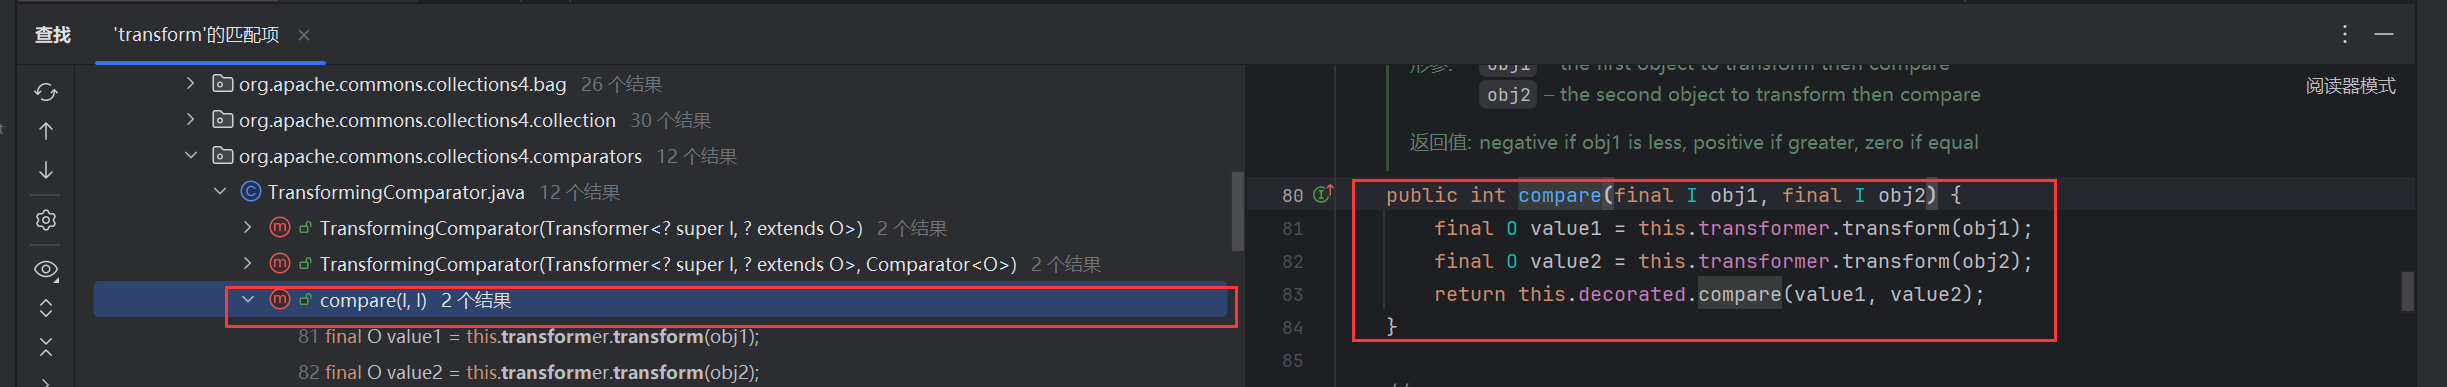 查找 'transform'的匹配项
org.apache.commons.collections4.bag 26 个结果
org.apache.commons.collections4.collection 30 个结果
org.apache.commons.collections4.comparators 12 个结果
TransformingComparator.java 12 个结果
TransformingComparator(Transformer<? super I, ? extends O>) 2 个结果
TransformingComparator(Transformer<? super I, ? extends O>, Comparator<O>) 2 个结果
compare(I, I) 2 个结果
81 final O value1 = this.transformer.transform(obj1);
82 final O value2 = this.transformer.transform(obj2);
形参: obj1 – the first object to transform then compare
obj2 – the second object to transform then compare
阅读器模式
返回值: negative if obj1 is less, positive if greater, zero if equal
80 public int compare(final I obj1, final I obj2) {
81 final O value1 = this.transformer.transform(obj1);
82 final O value2 = this.transformer.transform(obj2);
83 return this.decorated.compare(value1, value2);
84 }
85